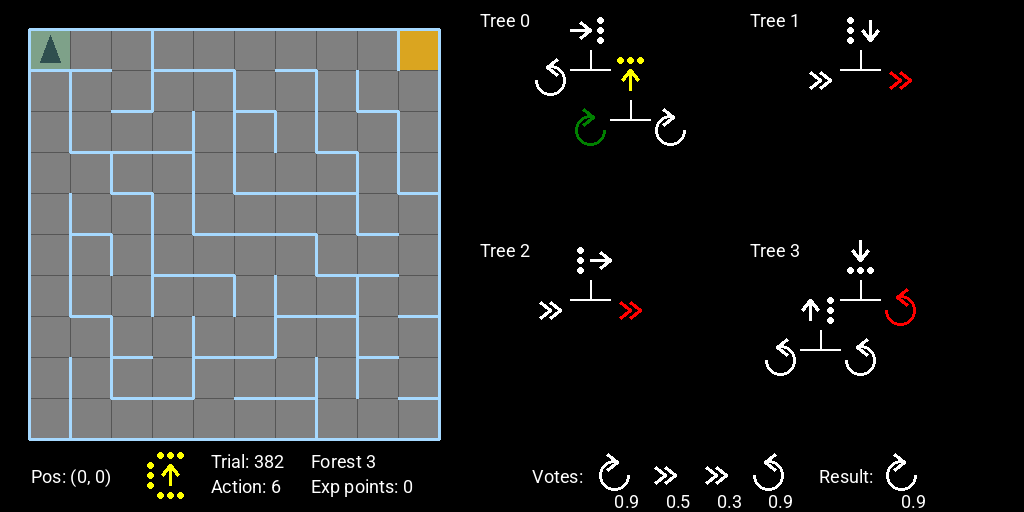 Tree 0
Tree 1
Tree 2
Tree 3
Pos: (0, 0)
Trial: 382
Forest 3
Action: 6
Exp points: 0
Votes:
0.9
0.5
0.3
0.9
Result:
0.9